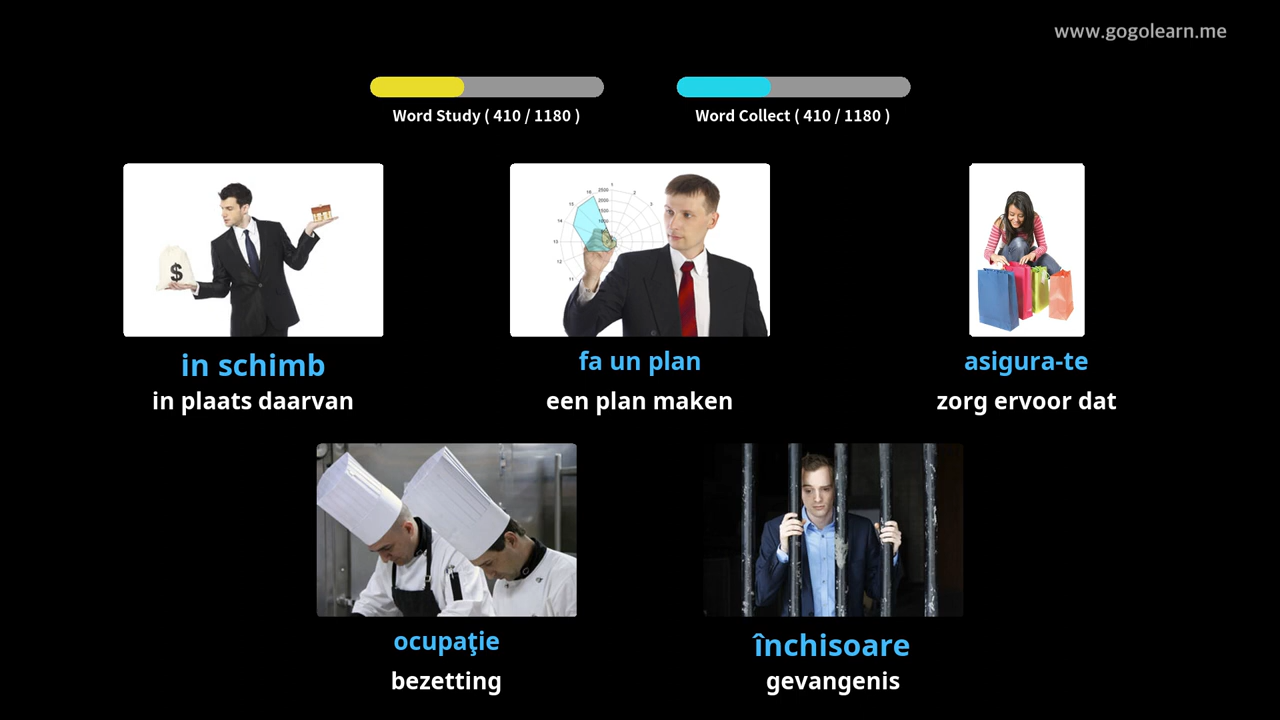 www.gogolearn.me
Word Study ( 410 / 1180 )
Word Collect ( 410 / 1180 )
in schimb
in plaats daarvan
fa un plan
een plan maken
asigura-te
zorg ervoor dat
ocupaţie
bezetting
închisoare
gevangenis